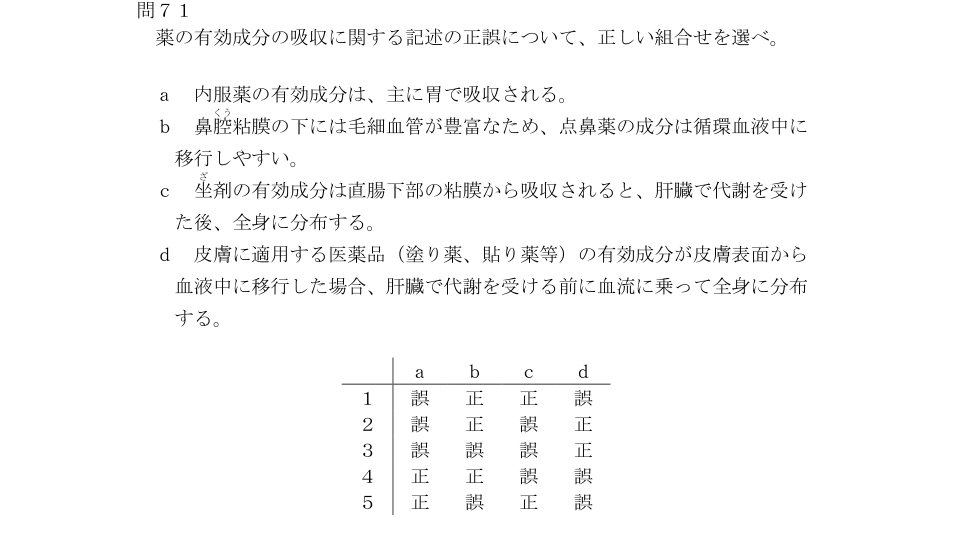 問７１
薬の有効成分の吸収に関する記述の正誤について、正しい組合せを選べ。
ａ　内服薬の有効成分は、主に胃で吸収される。
くう
ｂ　鼻腔粘膜の下には毛細血管が豊富なため、点鼻薬の成分は循環血液中に
移行しやすい。
ざ
ｃ　坐剤の有効成分は直腸下部の粘膜から吸収されると、肝臓で代謝を受け
た後、全身に分布する。
ｄ　皮膚に適用する医薬品（塗り薬、貼り薬等）の有効成分が皮膚表面から
血液中に移行した場合、肝臓で代謝を受ける前に血流に乗って全身に分布
する。
ａ　ｂ　ｃ　ｄ
１　誤　正　正　誤
２　誤　正　誤　正
３　誤　誤　誤　正
４　正　正　誤　誤
５　正　誤　正　誤